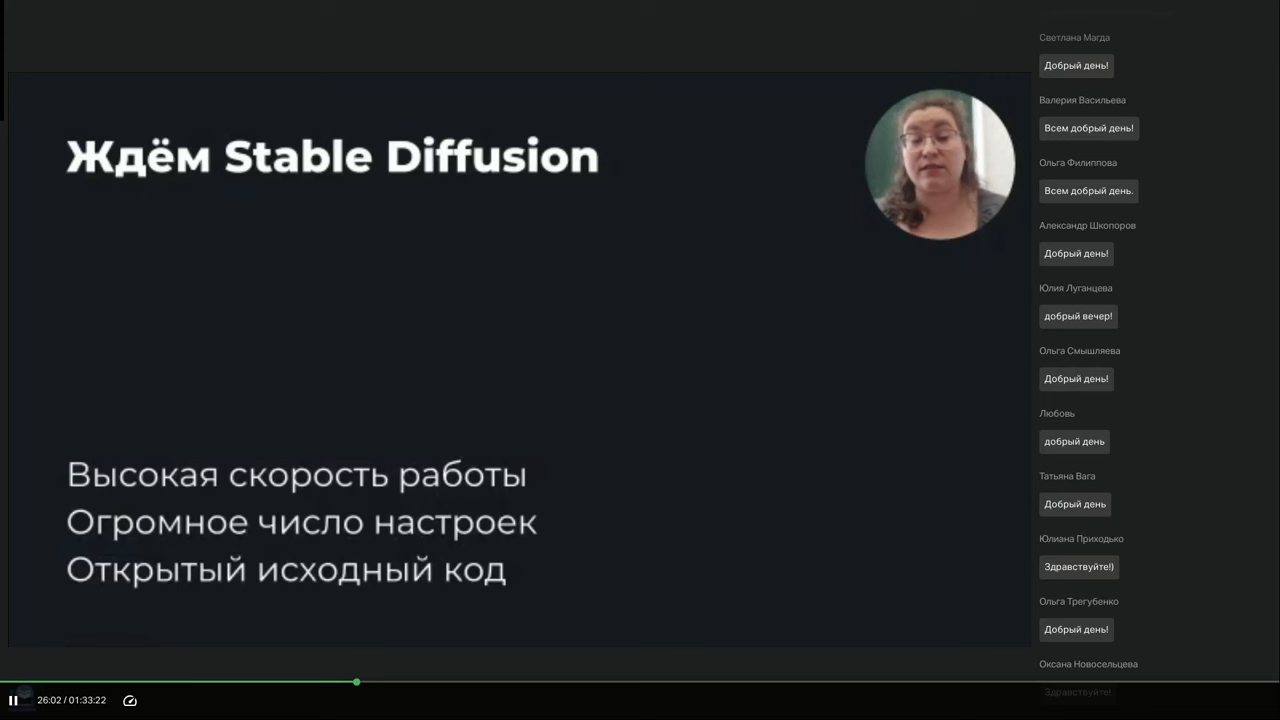 Ждём Stable Diffusion
Высокая скорость работы
Огромное число настроек
Открытый исходный код
Светлана Магда
Добрый день!
Валерия Васильева
Всем добрый день!
Ольга Филиппова
Всем добрый день.
Александр Шкопоров
Добрый день!
Юлия Луганцева
добрый вечер!
Ольга Смышляева
Добрый день!
Любовь
добрый день
Татьяна Вага
Добрый день
Юлиана Приходько
Здравствуйте!)
Ольга Трегубенко
Добрый день!
Оксана Новосельцева
Здравствуйте!
26:02 / 01:33:22